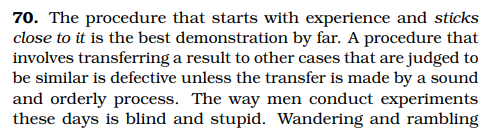 70. The procedure that starts with experience and sticks
close to it is the best demonstration by far. A procedure that
involves transferring a result to other cases that are judged to
be similar is defective unless the transfer is made by a sound
and orderly process. The way men conduct experiments
these days is blind and stupid. Wandering and rambling